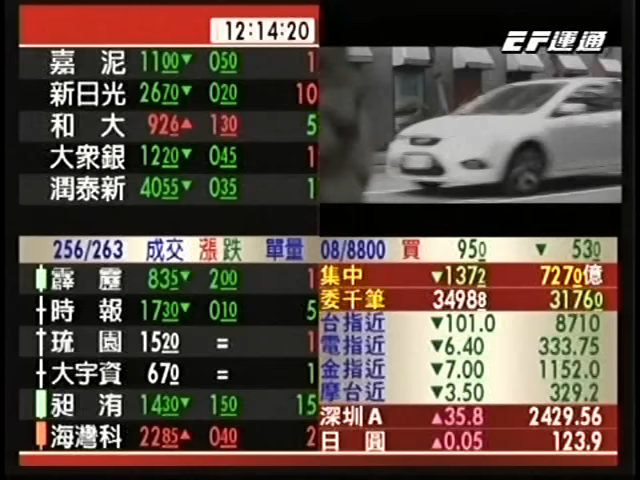 12:14:20
EF運通
嘉泥 1100▼ 050 1
新日光 2670▼ 020 10
和大 926▲ 130 5
大衆銀 1220▼ 045 1
潤泰新 4055▼ 035 1
256/263 成交 漲跌 單量
08/8800 買 950 ▼ 530
霹靂 835▼ 200 1
時報 1730▼ 010 5
琉園 1520 = 1
大宇資 670 = 1
昶洧 1430▼ 150 15
海灣科 2285▲ 040 2
集中 ▼1372 7270億
委千筆 34988 31760
台指近 ▼101.0 8710
電指近 ▼6.40 333.75
金指近 ▼7.00 1152.0
摩台近 ▼3.50 329.2
深圳A ▲35.8 2429.56
日圓 ▲0.05 123.9